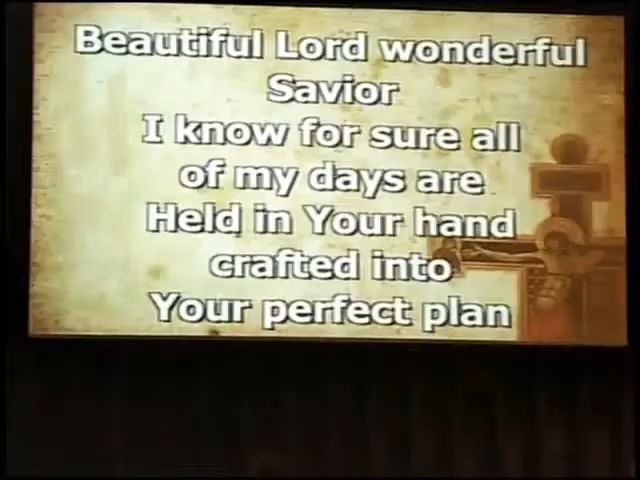 Beautiful Lord wonderful
Savior
I know for sure all
of my days are
Held in Your hand
crafted into
Your perfect plan